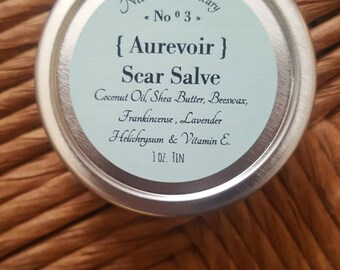 « No º 3 »
{ Aurevoir }
Scar Salve
Coconut Oil, Shea Butter, Beeswax,
Frankincense , Lavender
Helichrysum & Vitamin E.
1 oz. Tin